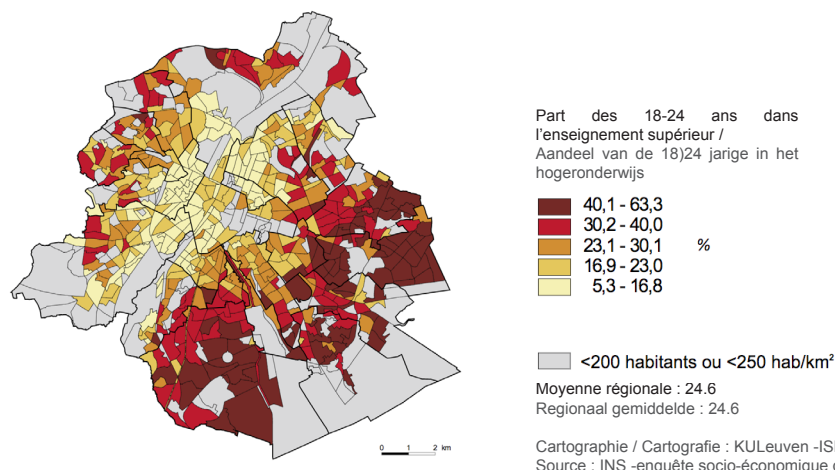 Part des 18-24 ans dans
l'enseignement supérieur /
Aandeel van de 18)24 jarige in het
hogeronderwijs
40,1 - 63,3
30,2 - 40,0
23,1 - 30,1 %
16,9 - 23,0
5,3 - 16,8
<200 habitants ou <250 hab/km²
Moyenne régionale : 24.6
Regionaal gemiddelde : 24.6
0 1 2 km
Cartographie / Cartografie : KULeuven -IS
Source : INS -enquête socio-économique